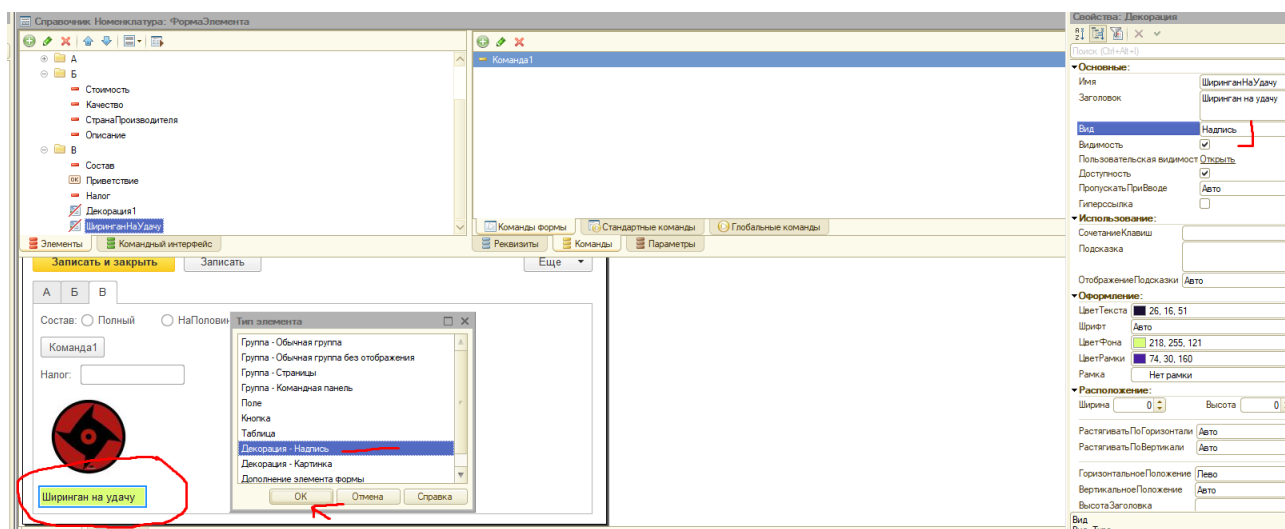 Справочник Номенклатура: ФормаЭлемента
А
Б
Стоимость
Качество
СтранаПроизводителя
Описание
В
Состав
ОК Приветствие
Налог
Декорация1
ШиринганНаУдачу
Элементы Командный интерфейс
Команда1
Команды формы Стандартные команды Глобальные команды
Реквизиты Команды Параметры
Записать и закрыть Записать Еще
А Б В
Состав: Полный НаПоловин
Команда1
Налог:
Ширинган на удачу
Тип элемента
Группа - Обычная группа
Группа - Обычная группа без отображения
Группа - Страницы
Группа - Командная панель
Поле
Кнопка
Таблица
Декорация - Надпись
Декорация - Картинка
Дополнение элемента формы
ОК Отмена Справка
Свойства: Декорация
Поиск (Ctrl+Alt+I)
Основные:
Имя ШиринганНаУдачу
Заголовок Ширинган на удачу
Вид Надпись
Видимость
Пользовательская видимост Открыть
Доступность
ПропускатьПриВводе Авто
Гиперссылка
Использование:
СочетаниеКлавиш
Подсказка
ОтображениеПодсказки Авто
Оформление:
ЦветТекста 26, 16, 51
Шрифт Авто
ЦветФона 218, 255, 121
ЦветРамки 74, 30, 160
Рамка Нет рамки
Расположение:
Ширина 0 Высота 0
РастягиватьПоГоризонтали Авто
РастягиватьПоВертикали Авто
ГоризонтальноеПоложение Лево
ВертикальноеПоложение Авто
ВысотаЗаголовка
Вид